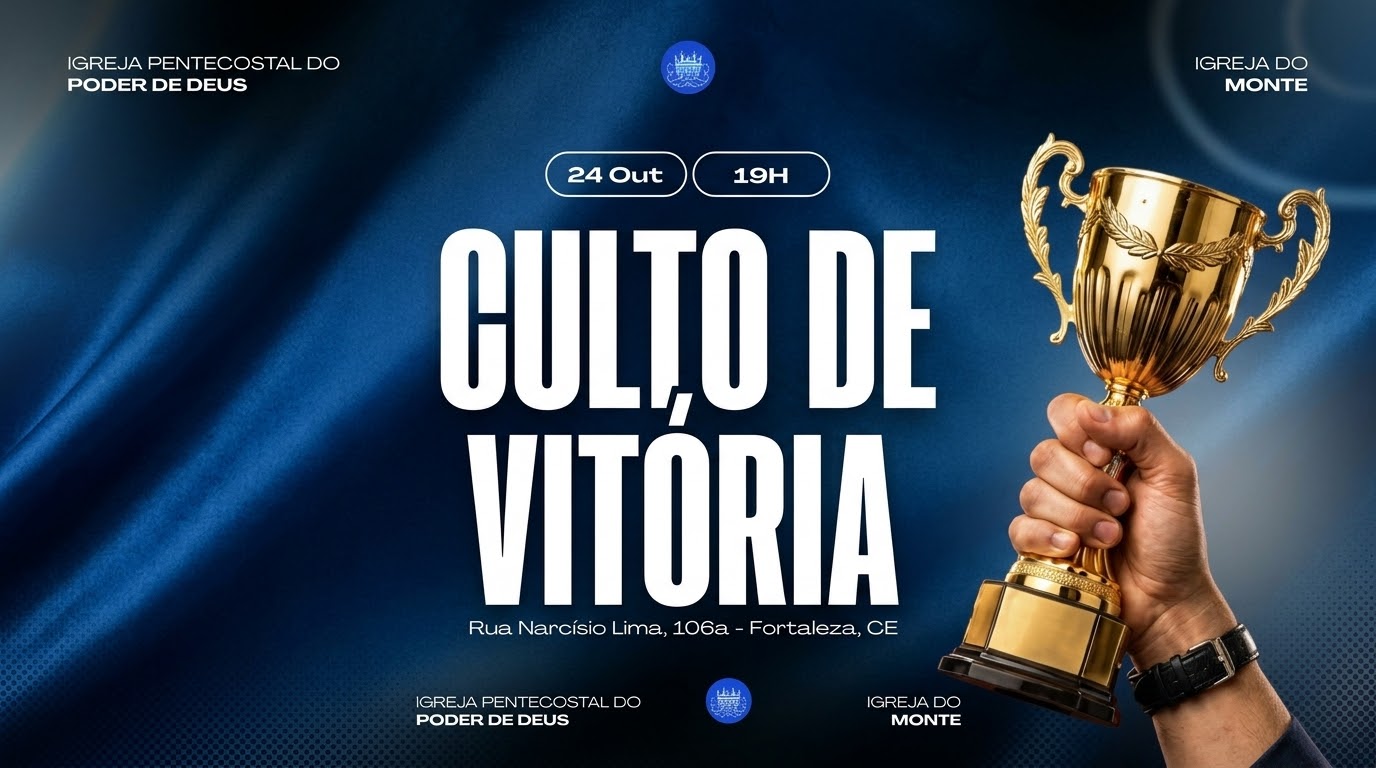 IGREJA PENTECOSTAL DO
PODER DE DEUS
IGREJA DO
MONTE
24 Out
19H
CULTO DE
VITÓRIA
Rua Narcísio Lima, 106a - Fortaleza, CE
IGREJA PENTECOSTAL DO
PODER DE DEUS
IGREJA DO
MONTE